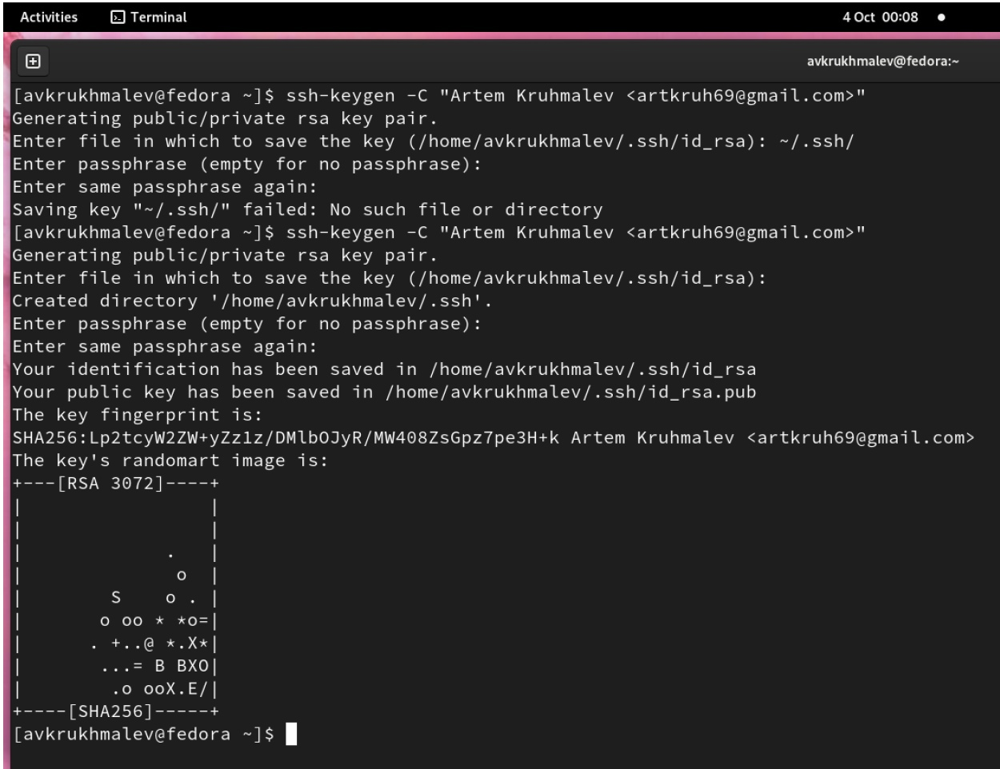 Activities Terminal 4 Oct 00:08
avkrukhmalev@fedora:~
[avkrukhmalev@fedora ~]$ ssh-keygen -C "Artem Kruhmalev <artkruh69@gmail.com>"
Generating public/private rsa key pair.
Enter file in which to save the key (/home/avkrukhmalev/.ssh/id_rsa): ~/.ssh/
Enter passphrase (empty for no passphrase):
Enter same passphrase again:
Saving key "~/.ssh/" failed: No such file or directory
[avkrukhmalev@fedora ~]$ ssh-keygen -C "Artem Kruhmalev <artkruh69@gmail.com>"
Generating public/private rsa key pair.
Enter file in which to save the key (/home/avkrukhmalev/.ssh/id_rsa):
Created directory '/home/avkrukhmalev/.ssh'.
Enter passphrase (empty for no passphrase):
Enter same passphrase again:
Your identification has been saved in /home/avkrukhmalev/.ssh/id_rsa
Your public key has been saved in /home/avkrukhmalev/.ssh/id_rsa.pub
The key fingerprint is:
SHA256:Lp2tcyW2ZW+yZz1z/DMlbOJyR/MW408ZsGpz7pe3H+k Artem Kruhmalev <artkruh69@gmail.com>
The key's randomart image is:
+---[RSA 3072]----+
|                 |
|                 |
|             .   |
|              o  |
|        S    o . |
|       o oo * *o=|
|      . +..@ *.X*|
|       ...= B BXO|
|        .o ooX.E/|
+----[SHA256]-----+
[avkrukhmalev@fedora ~]$